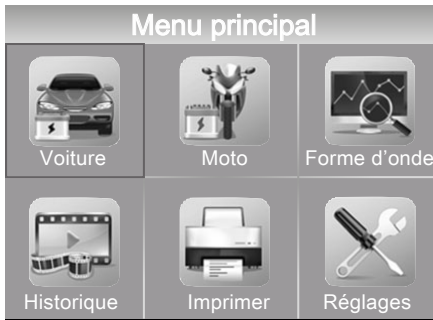 Menu principal
Voiture Moto Forme d'onde
Historique Imprimer Réglages